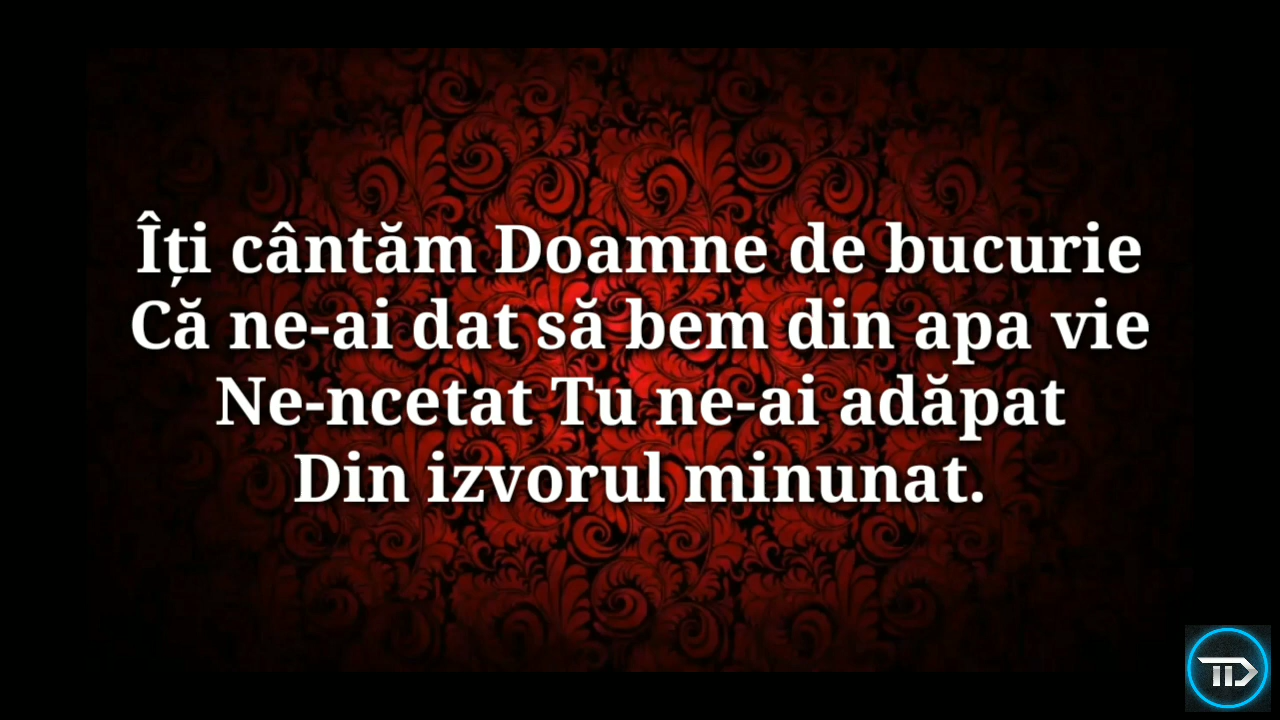 Îți cântăm Doamne de bucurie
Că ne-ai dat să bem din apa vie
Ne-ncetat Tu ne-ai adăpat
Din izvorul minunat.